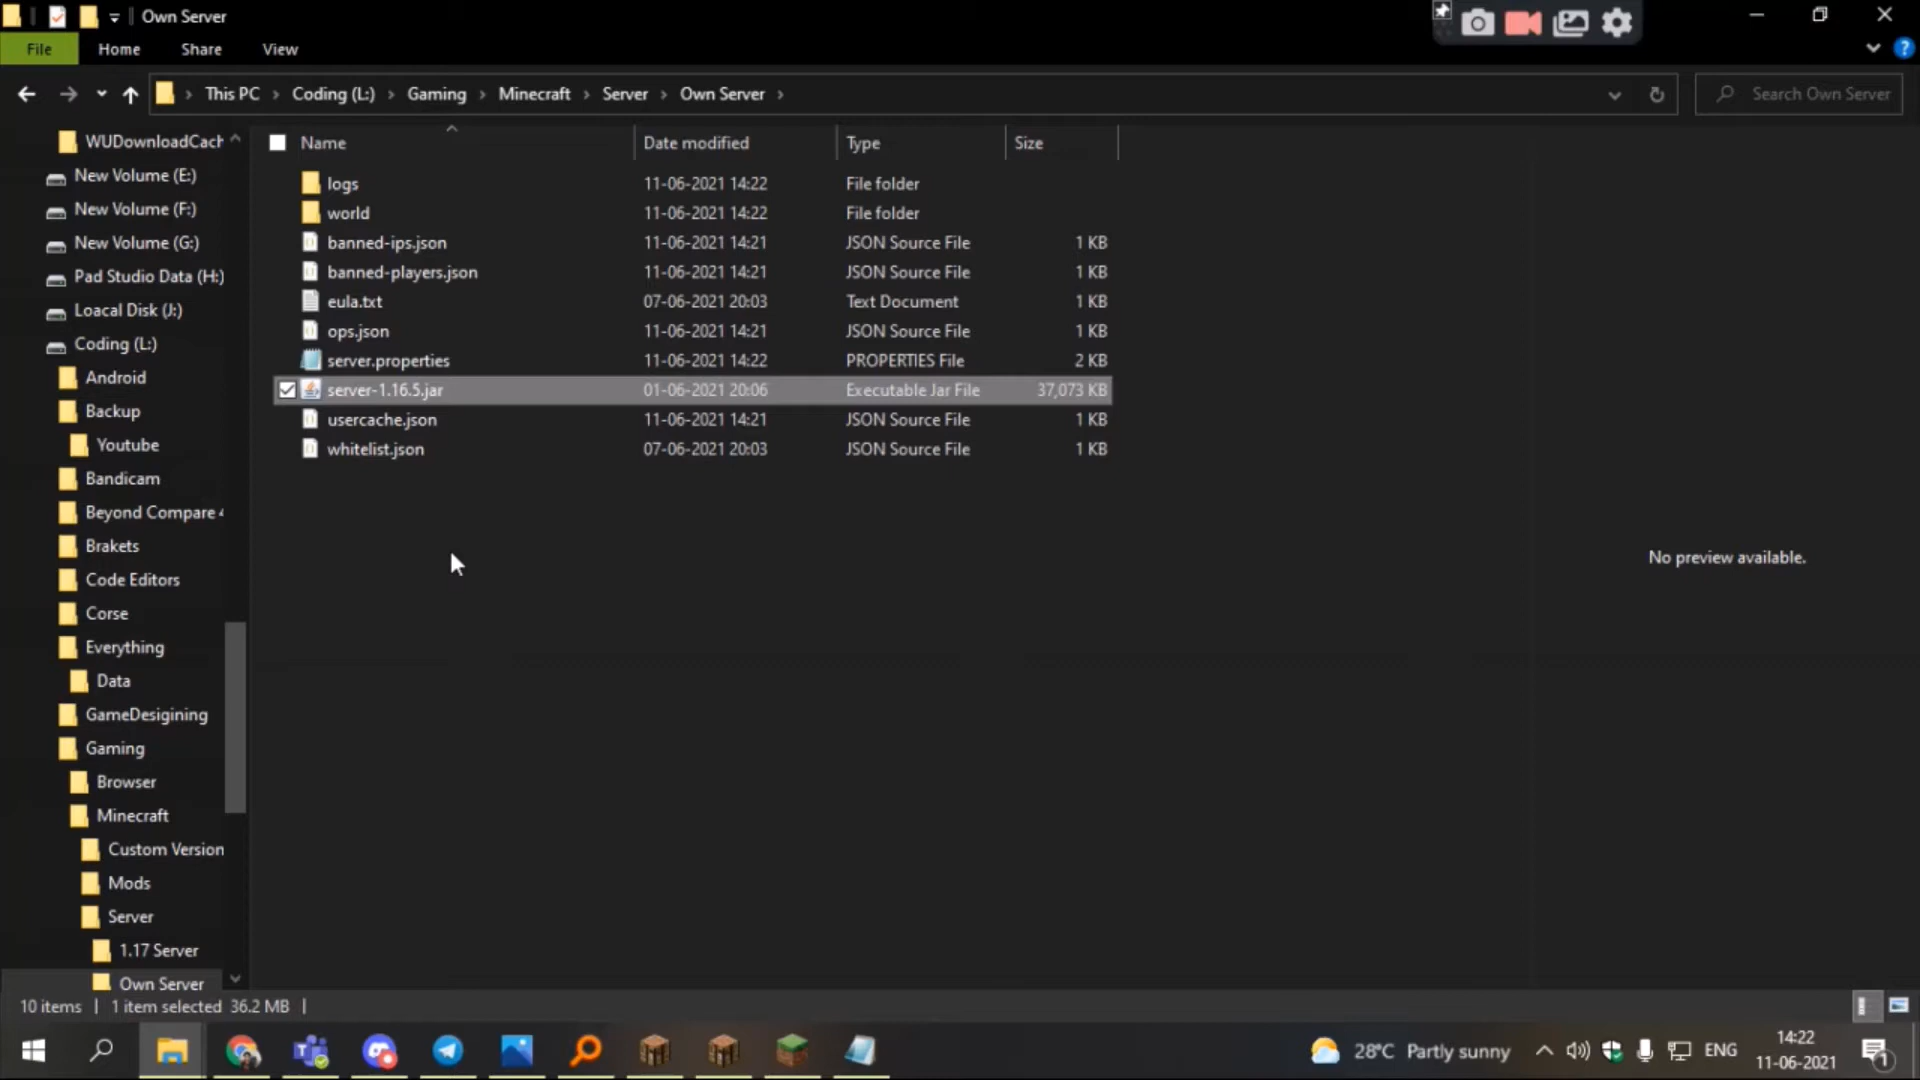 Own Server
File Home Share View
This PC Coding (L:) Gaming Minecraft Server Own Server Search Own Server
Name Date modified Type Size
logs 11-06-2021 14:22 File folder
world 11-06-2021 14:22 File folder
banned-ips.json 11-06-2021 14:21 JSON Source File 1 KB
banned-players.json 11-06-2021 14:21 JSON Source File 1 KB
eula.txt 07-06-2021 20:03 Text Document 1 KB
ops.json 11-06-2021 14:21 JSON Source File 1 KB
server.properties 11-06-2021 14:22 PROPERTIES File 2 KB
server-1.16.5.jar 01-06-2021 20:06 Executable Jar File 37,073 KB
usercache.json 11-06-2021 14:21 JSON Source File 1 KB
whitelist.json 07-06-2021 20:03 JSON Source File 1 KB
WUDownloadCach
New Volume (E:)
New Volume (F:)
New Volume (G:)
Pad Studio Data (H:)
Loacal Disk (J:)
Coding (L:)
Android
Backup
Youtube
Bandicam
Beyond Compare 4
Brakets
Code Editors
Corse
Everything
Data
GameDesigining
Gaming
Browser
Minecraft
Custom Version
Mods
Server
1.17 Server
Own Server
No preview available.
10 items 1 item selected 36.2 MB
28°C Partly sunny ENG 14:22
11-06-2021
1